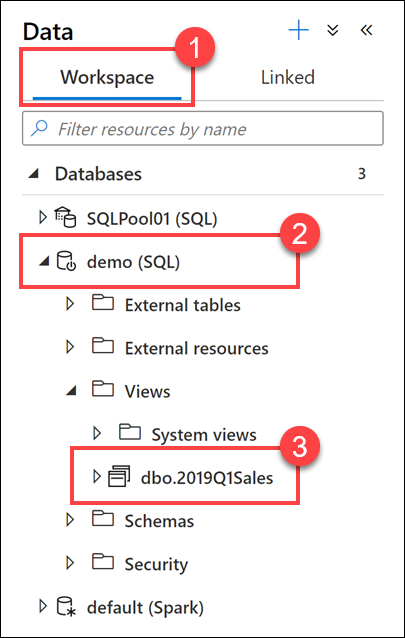 Data
1
Workspace
Linked
Filter resources by name
Databases 3
SQLPool01 (SQL)
2
demo (SQL)
External tables
External resources
Views
System views
3
dbo.2019Q1Sales
Schemas
Security
default (Spark)